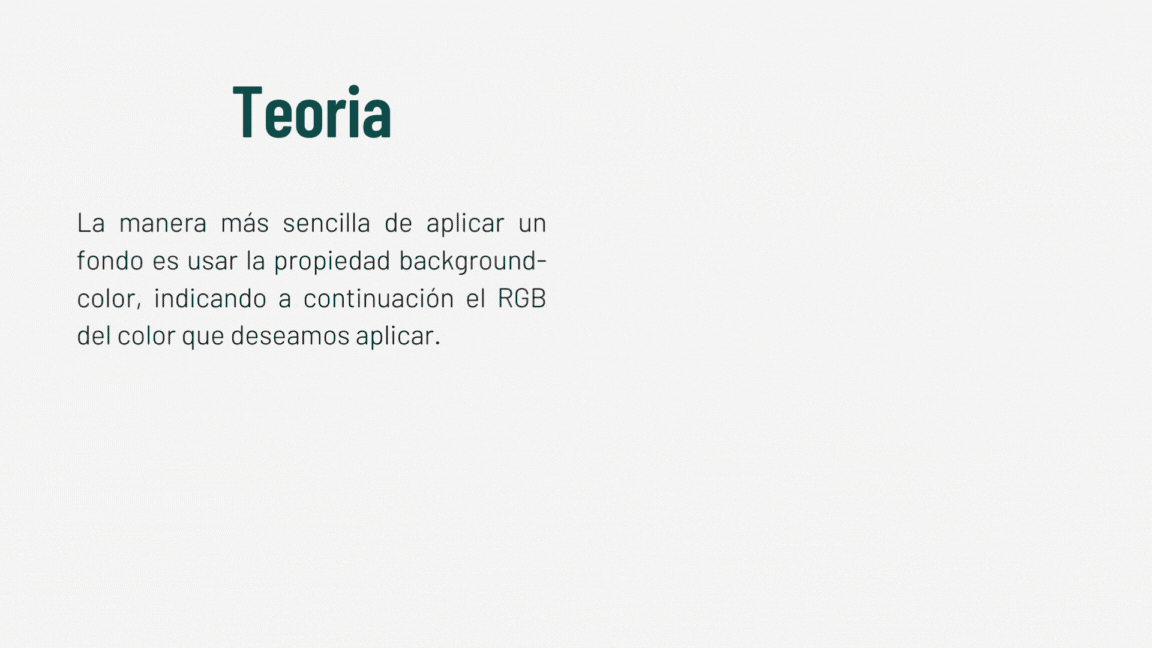 Teoria
La manera más sencilla de aplicar un
fondo es usar la propiedad background-
color, indicando a continuación el RGB
del color que deseamos aplicar.